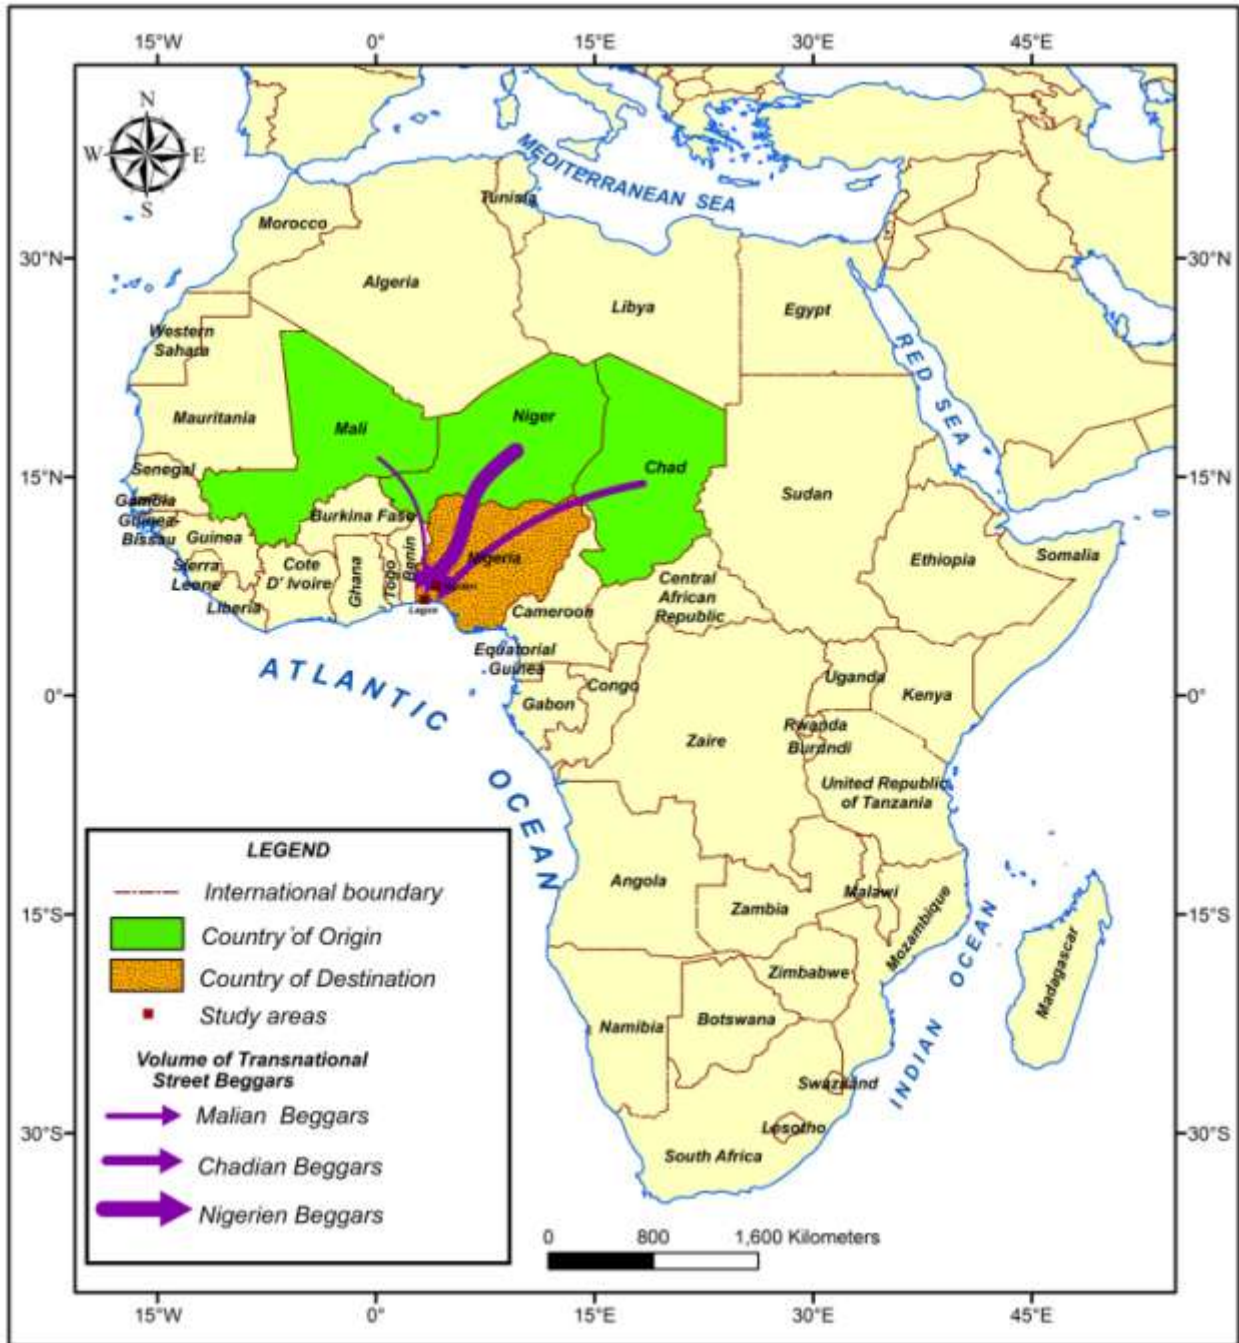 15°W 0° 15°E 30°E 45°E
N
W E
S
MEDITERRANEAN SEA
Tunisia
Morocco
30°N 30°N
Algeria
Libya
Egypt
Western
Sahara
RED SEA
Mauritania
Mali
Niger
Chad
Senegal
15°N 15°N
Sudan
Gambia
Guinea-
Bissau
Guinea
Burkina Faso
Benin
Nigeria
Ethiopia
Somalia
Sierra
Leone
Cote
D' Ivoire
Ghana
Togo
Liberia
Lagos
Central
African
Republic
Cameroon
Equatorial
Guinea
ATLANTIC OCEAN
Uganda
Kenya
0° 0°
Gabon
Congo
Rwanda
Zaire
Burundi
United Republic
of Tanzania
Angola
Malawi
Zambia
15°S 15°S
Mozambique
INDIAN OCEAN
Madagascar
Zimbabwe
Namibia
Botswana
Swaziland
Lesotho
30°S 30°S
South Africa
LEGEND
International boundary
Country of Origin
Country of Destination
Study areas
Volume of Transnational
Street Beggars
Malian Beggars
Chadian Beggars
Nigerien Beggars
0 800 1,600 Kilometers
15°W 0° 15°E 30°E 45°E